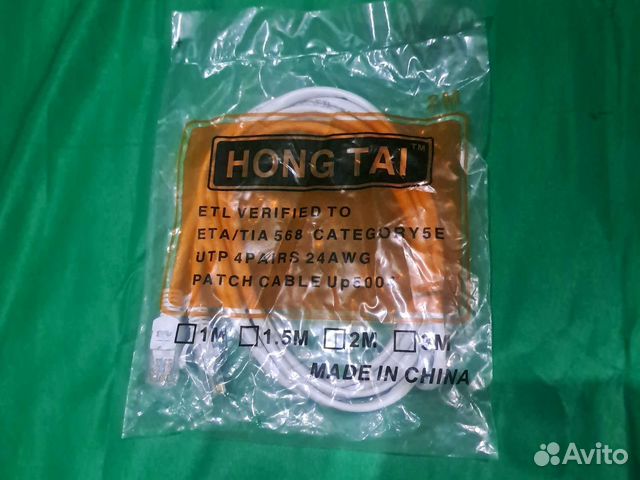 2M
HONG TAI™
ETL VERIFIED TO
ETA/TIA 568 CATEGORY5E
UTP 4PAIRS 24AWG
PATCH CABLE Up500
1M 1.5M 2M 3M
MADE IN CHINA
Avito